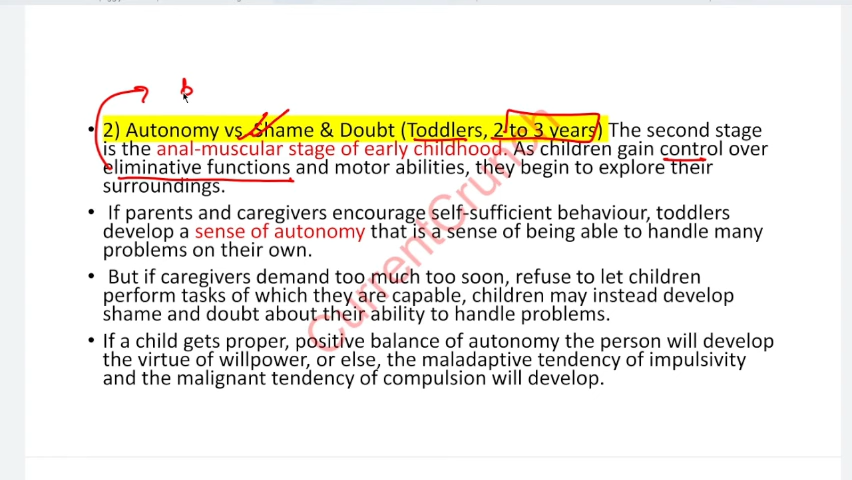 b
• 2) Autonomy vs Shame & Doubt (Toddlers, 2 to 3 years) The second stage
is the anal-muscular stage of early childhood. As children gain control over
eliminative functions and motor abilities, they begin to explore their
surroundings.
• If parents and caregivers encourage self-sufficient behaviour, toddlers
develop a sense of autonomy that is a sense of being able to handle many
problems on their own.
• But if caregivers demand too much too soon, refuse to let children
perform tasks of which they are capable, children may instead develop
shame and doubt about their ability to handle problems.
• If a child gets proper, positive balance of autonomy the person will develop
the virtue of willpower, or else, the maladaptive tendency of impulsivity
and the malignant tendency of compulsion will develop.
CurrentCrunch